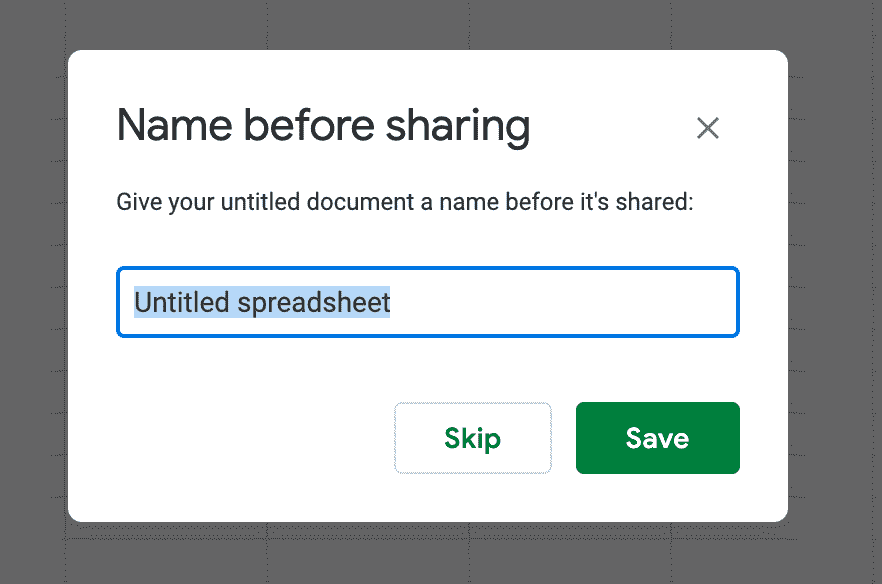 Name before sharing
Give your untitled document a name before it's shared:
Untitled spreadsheet
Skip
Save